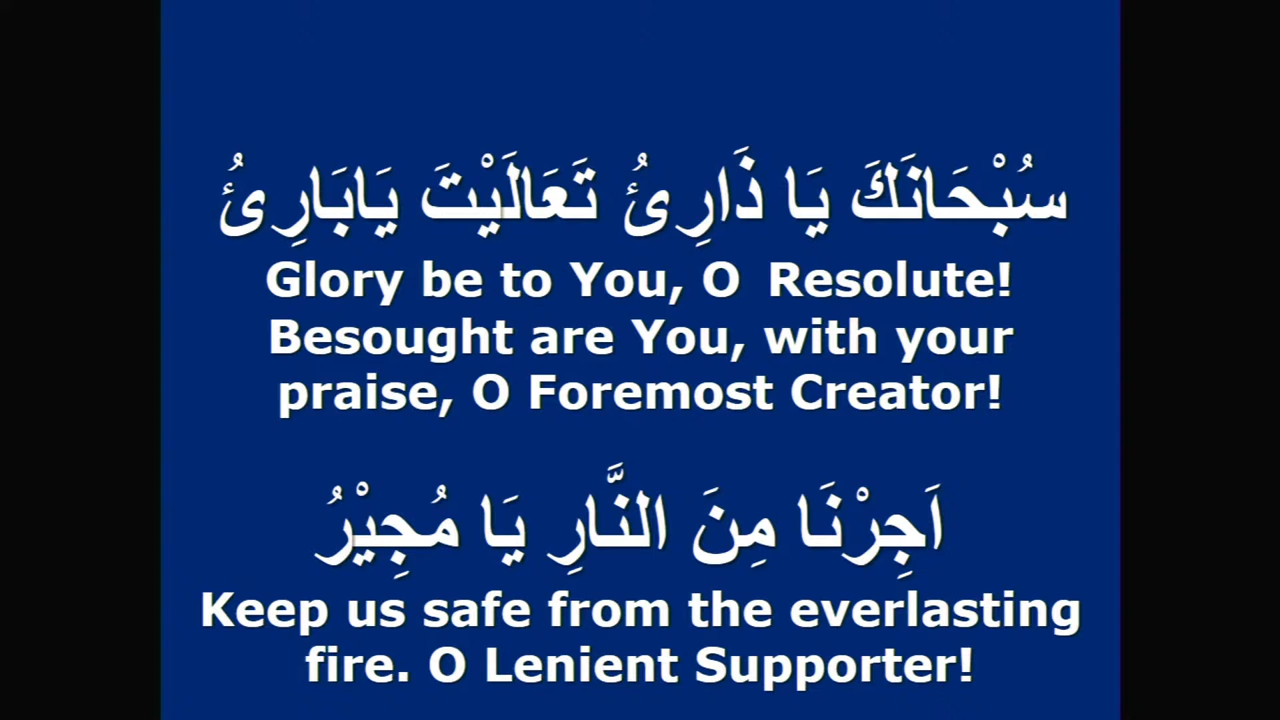 سُبْحَانَكَ يَا ذَارِئُ تَعَالَيْتَ يَابَارِئُ
Glory be to You, O Resolute!
Besought are You, with your
praise, O Foremost Creator!
اَجِرْنَا مِنَ النَّارِ يَا مُجِيْرُ
Keep us safe from the everlasting
fire. O Lenient Supporter!